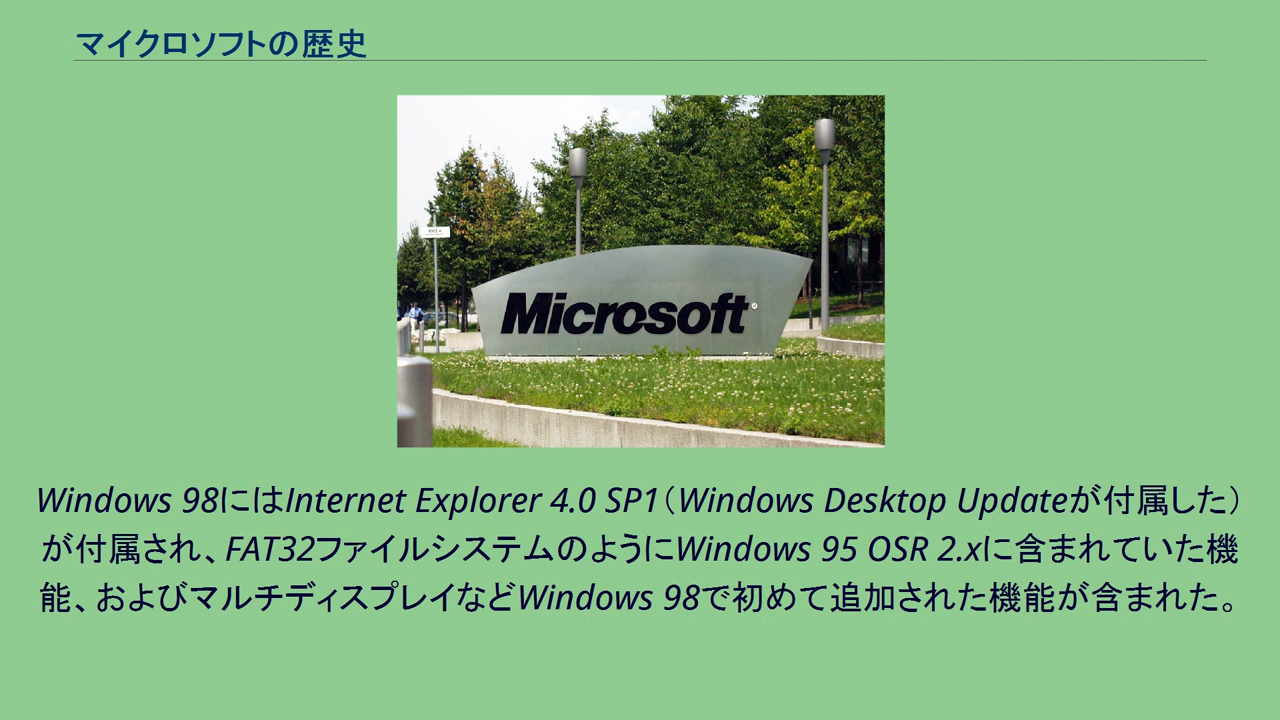 マイクロソフトの歴史
Microsoft
Windows 98にはInternet Explorer 4.0 SP1（Windows Desktop Updateが付属した）
が付属され、FAT32ファイルシステムのようにWindows 95 OSR 2.xに含まれていた機
能、およびマルチディスプレイなどWindows 98で初めて追加された機能が含まれた。